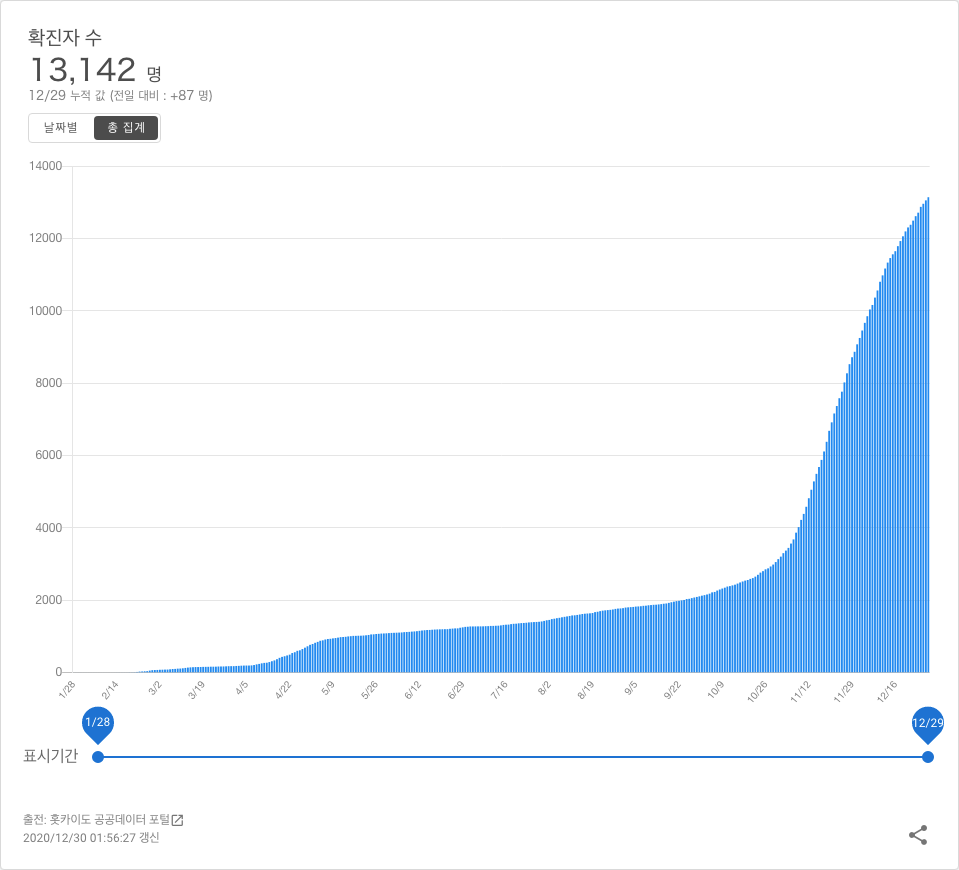 확진자 수
13,142 명
12/29 누적 값 (전일 대비 : +87 명)
날짜별 총 집계
14000
12000
10000
8000
6000
4000
2000
0
1/28 2/14 3/2 3/19 4/5 4/22 5/9 5/26 6/12 6/29 7/16 8/2 8/19 9/5 9/22 10/9 10/26 11/12 11/29 12/16
1/28 12/29
표시기간
출전: 홋카이도 공공데이터 포털
2020/12/30 01:56:27 갱신